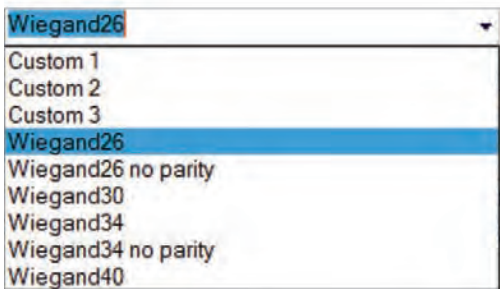 Wiegand26
Custom 1
Custom 2
Custom 3
Wiegand26
Wiegand26 no parity
Wiegand30
Wiegand34
Wiegand34 no parity
Wiegand40